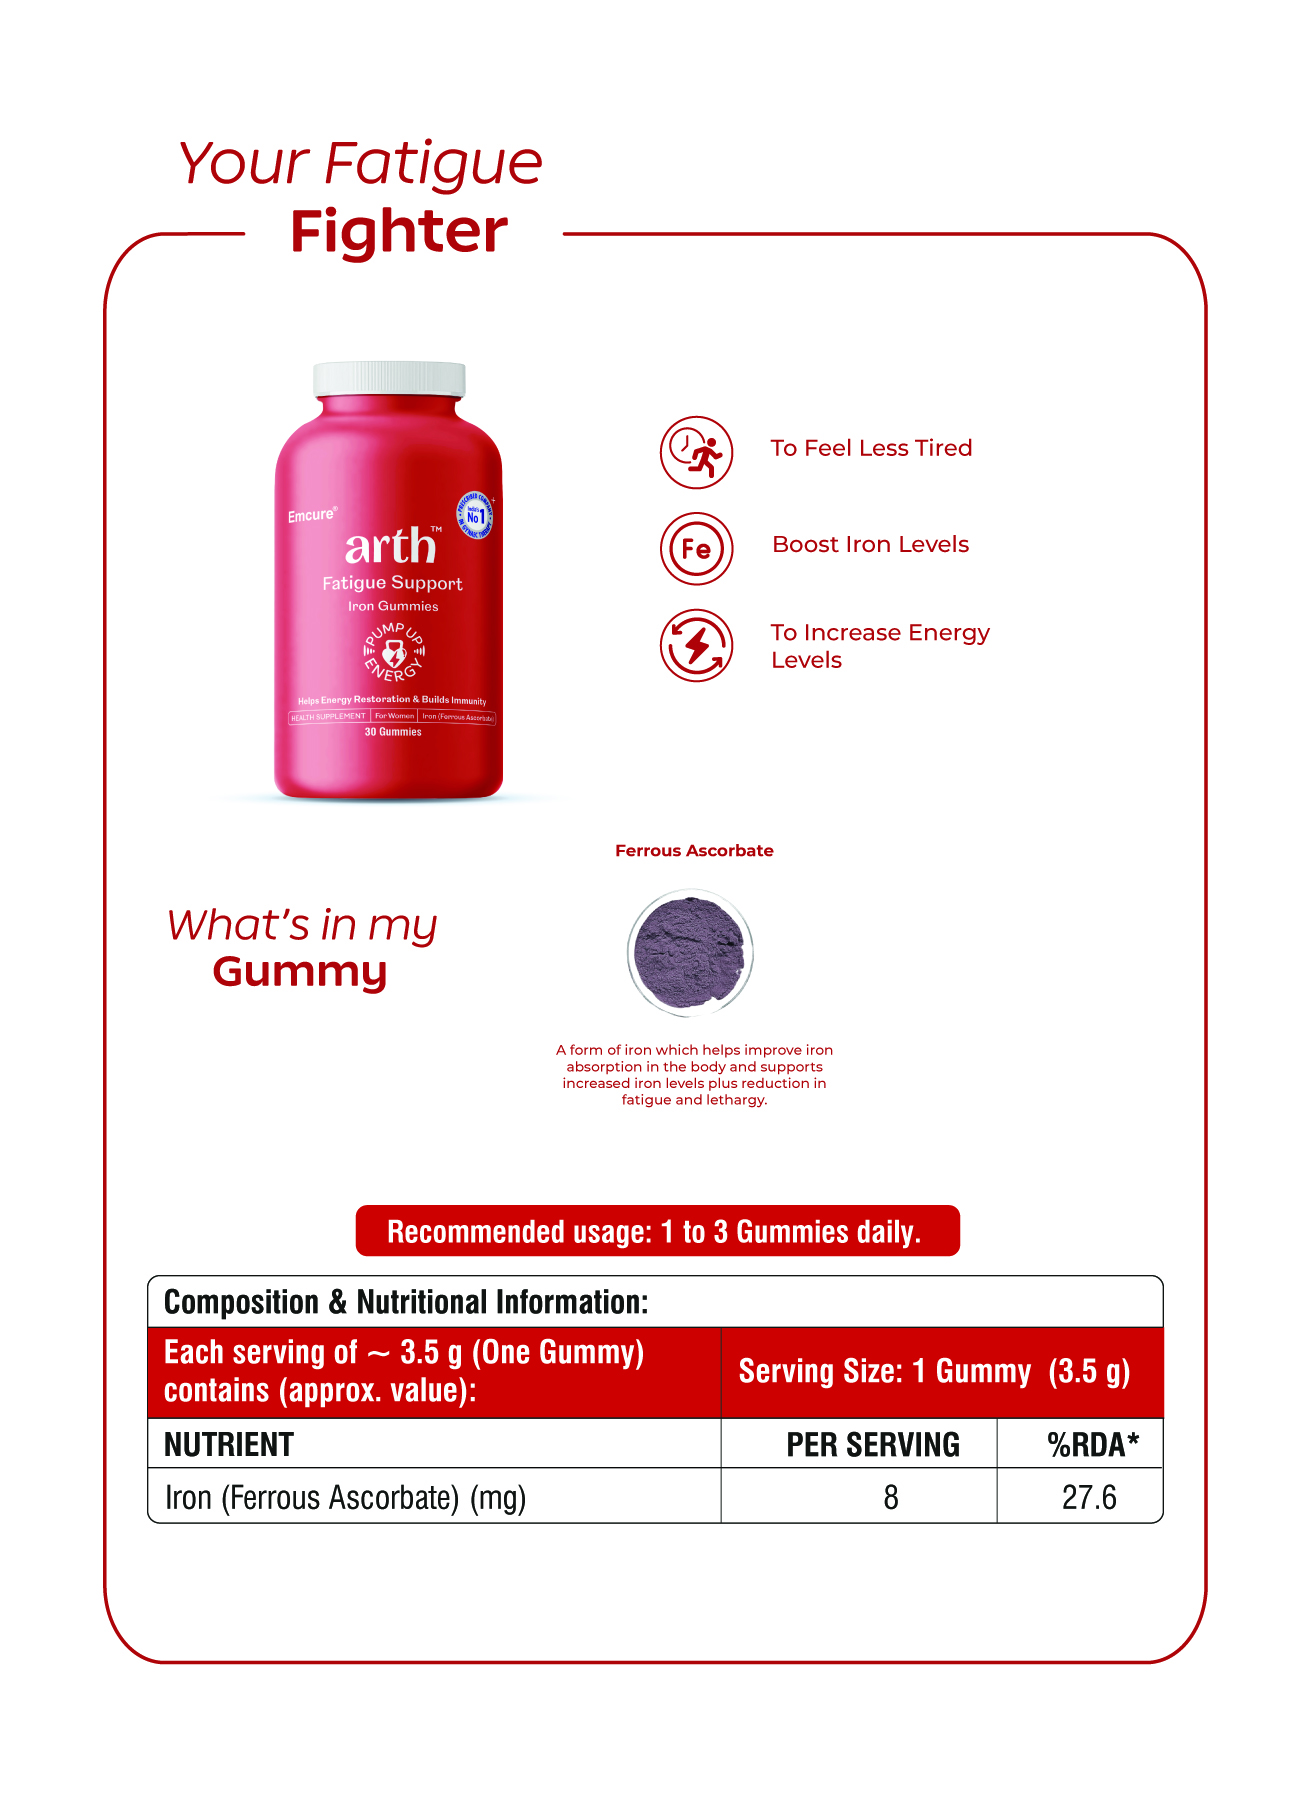 Your Fatigue
Fighter
Emcure®
PRESCRIBED COMPANY
India's
No 1
IN GYNAEC THERAPY
arth™
Fatigue Support
Iron Gummies
PUMP UP
ENERGY
Helps Energy Restoration & Builds Immunity
HEALTH SUPPLEMENT | For Women | Iron (Ferrous Ascorbate)
30 Gummies
To Feel Less Tired
Fe
Boost Iron Levels
To Increase Energy
Levels
Ferrous Ascorbate
What's in my
Gummy
A form of iron which helps improve iron
absorption in the body and supports
increased iron levels plus reduction in
fatigue and lethargy.
Recommended usage: 1 to 3 Gummies daily.
Composition & Nutritional Information:
Each serving of ~ 3.5 g (One Gummy)
contains (approx. value):
Serving Size: 1 Gummy (3.5 g)
NUTRIENT PER SERVING %RDA*
Iron (Ferrous Ascorbate) (mg) 8 27.6